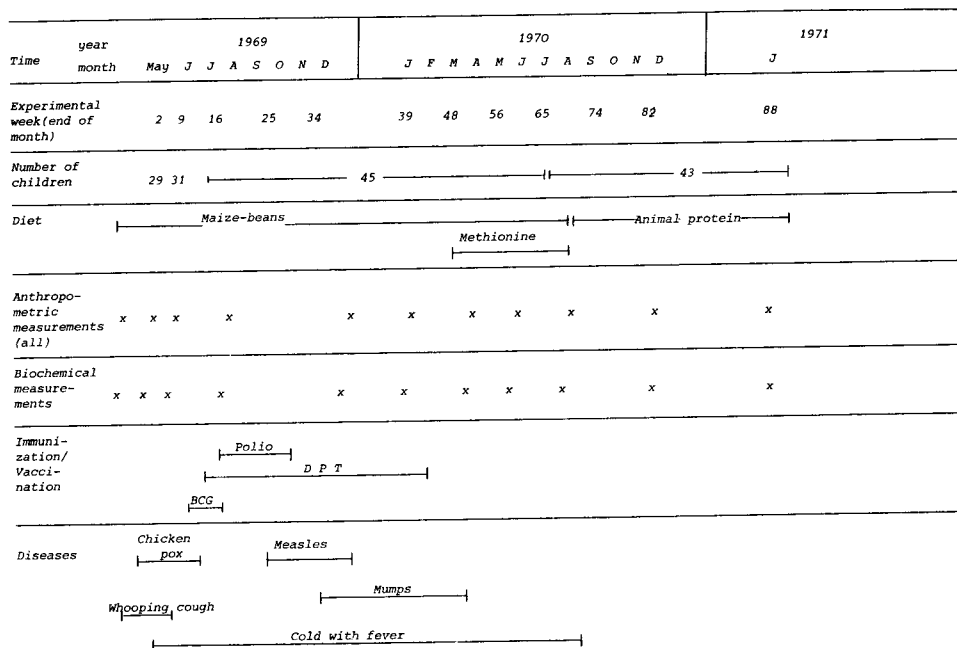 year 1969 1970 1971
Time
month May J J A S O N D J F M A M J J A S O N D J
Experimental
week(end of 2 9 16 25 34 39 48 56 65 74 82 88
month)
Number of
children 29 31 45 43
Diet Maize-beans Animal protein
Methionine
Anthropo-
metric
measurements x x x x x x x x x x x
(all)
Biochemical
measure- x x x x x x x x x x x
ments
Immuni-
zation/ Polio
Vacci- D P T
nation
BCG
Chicken Measles
Diseases pox
Mumps
Whooping cough
Cold with fever